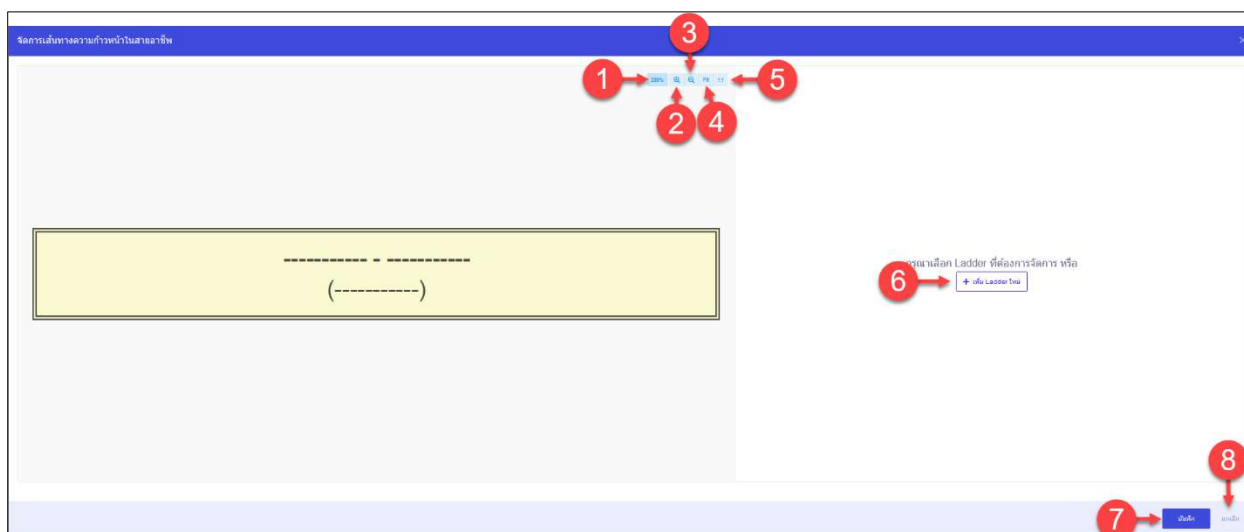 จัดการเส้นทางความก้าวหน้าในสายอาชีพ
3
1
200% Fit 1:1
5
2 4
----------- - -----------
(-----------)
กรุณาเลือก Ladder ที่ต้องการจัดการ หรือ
6
+ เพิ่ม Ladder ใหม่
8
7
บันทึก ยกเลิก